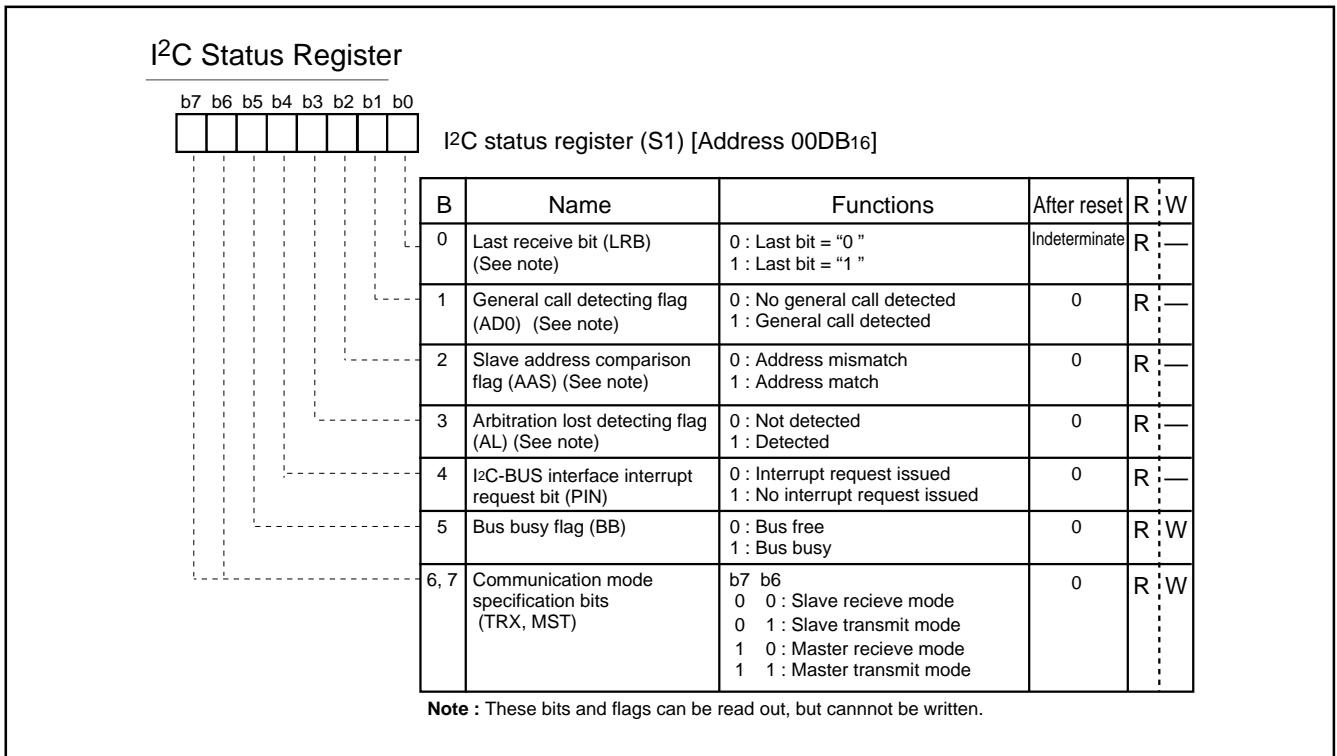 I2C Status Register
b7 b6 b5 b4 b3 b2 b1 b0
I2C status register (S1) [Address 00DB16]
B Name Functions After reset R W
0 Last receive bit (LRB) (See note) 0 : Last bit = “0 ” 1 : Last bit = “1 ” Indeterminate R —
1 General call detecting flag (AD0) (See note) 0 : No general call detected 1 : General call detected 0 R —
2 Slave address comparison flag (AAS) (See note) 0 : Address mismatch 1 : Address match 0 R —
3 Arbitration lost detecting flag (AL) (See note) 0 : Not detected 1 : Detected 0 R —
4 I2C-BUS interface interrupt request bit (PIN) 0 : Interrupt request issued 1 : No interrupt request issued 0 R —
5 Bus busy flag (BB) 0 : Bus free 1 : Bus busy 0 R W
6, 7 Communication mode specification bits (TRX, MST) b7 b6 0 0 : Slave recieve mode 0 1 : Slave transmit mode 1 0 : Master recieve mode 1 1 : Master transmit mode 0 R W
Note : These bits and flags can be read out, but cannnot be written.